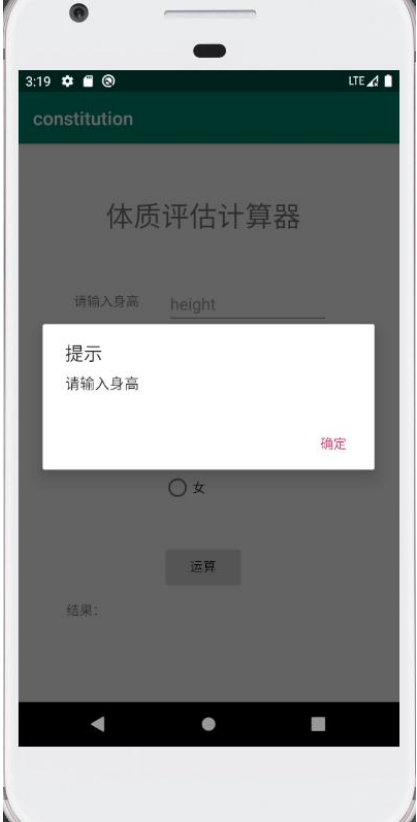 3:19 LTE
constitution
体质评估计算器
请输入身高 height
提示
请输入身高
确定
女
运算
结果: